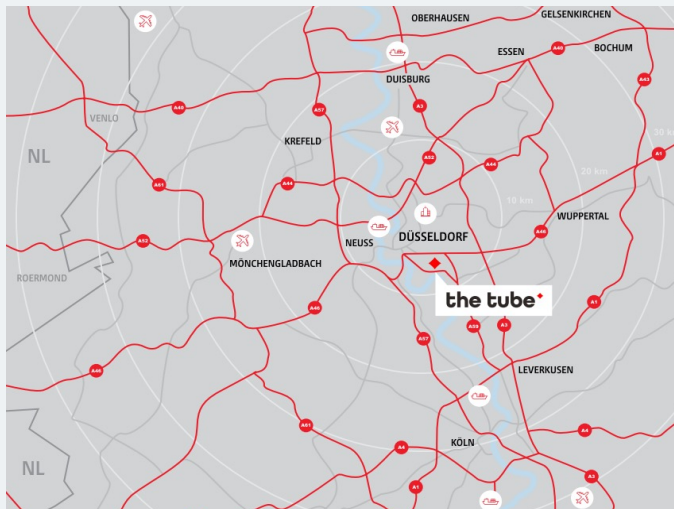 OBERHAUSEN
GELSENKIRCHEN
ESSEN
A40
BOCHUM
DUISBURG
A43
VENLO
A40
A57
A3
30 km
NL
KREFELD
A52
A44
A1
20 km
A61
A44
10 km
WUPPERTAL
A52
NEUSS
DÜSSELDORF
A46
ROERMOND
MÖNCHENGLADBACH
the tube
A46
A1
A57
A59
A3
A46
LEVERKUSEN
A61
A4
KÖLN
A4
NL
A1
A3